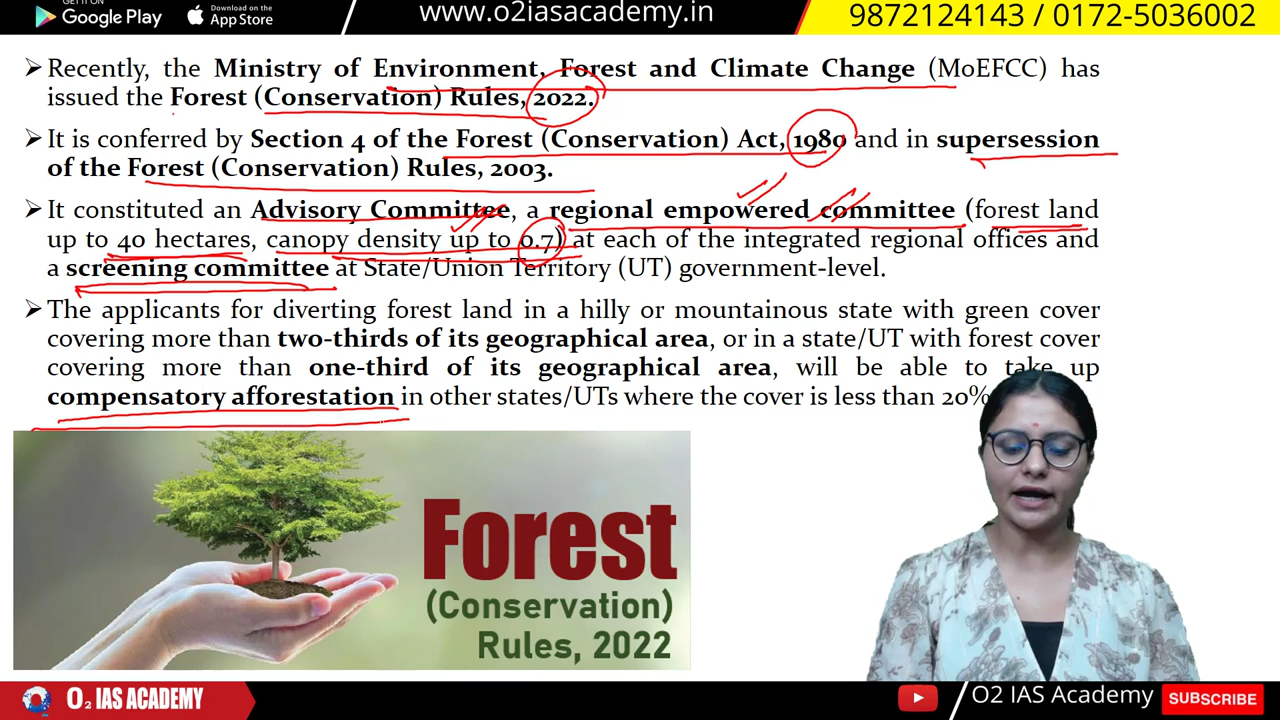 GET IT ON
Google Play
Download on the
App Store
www.o2iasacademy.in
9872124143 / 0172-5036002
➢Recently, the Ministry of Environment, Forest and Climate Change (MoEFCC) has
issued the Forest (Conservation) Rules, 2022.
➢It is conferred by Section 4 of the Forest (Conservation) Act, 1980 and in supersession
of the Forest (Conservation) Rules, 2003.
➢It constituted an Advisory Committee, a regional empowered committee (forest land
up to 40 hectares, canopy density up to 0.7) at each of the integrated regional offices and
a screening committee at State/Union Territory (UT) government-level.
➢The applicants for diverting forest land in a hilly or mountainous state with green cover
covering more than two-thirds of its geographical area, or in a state/UT with forest cover
covering more than one-third of its geographical area, will be able to take up
compensatory afforestation in other states/UTs where the cover is less than 20%
Forest
(Conservation)
Rules, 2022
O2 IAS ACADEMY
O2 IAS Academy
SUBSCRIBE